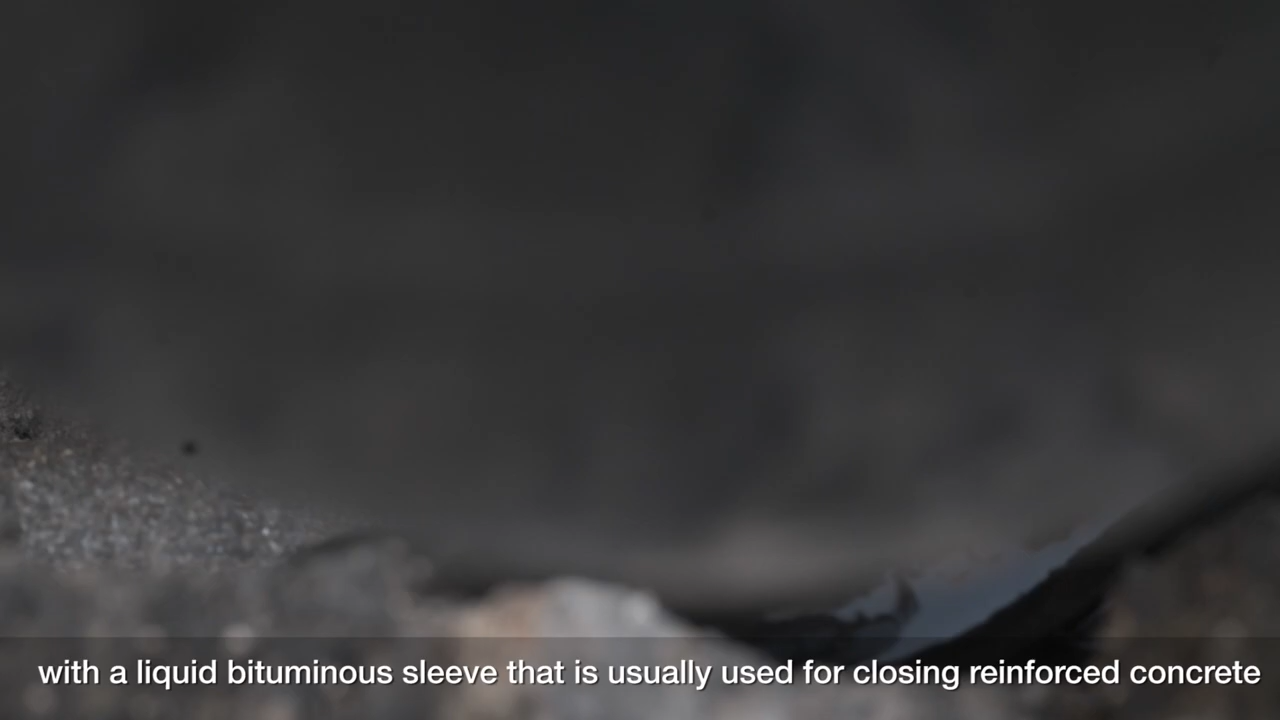 with a liquid bituminous sleeve that is usually used for closing reinforced concrete